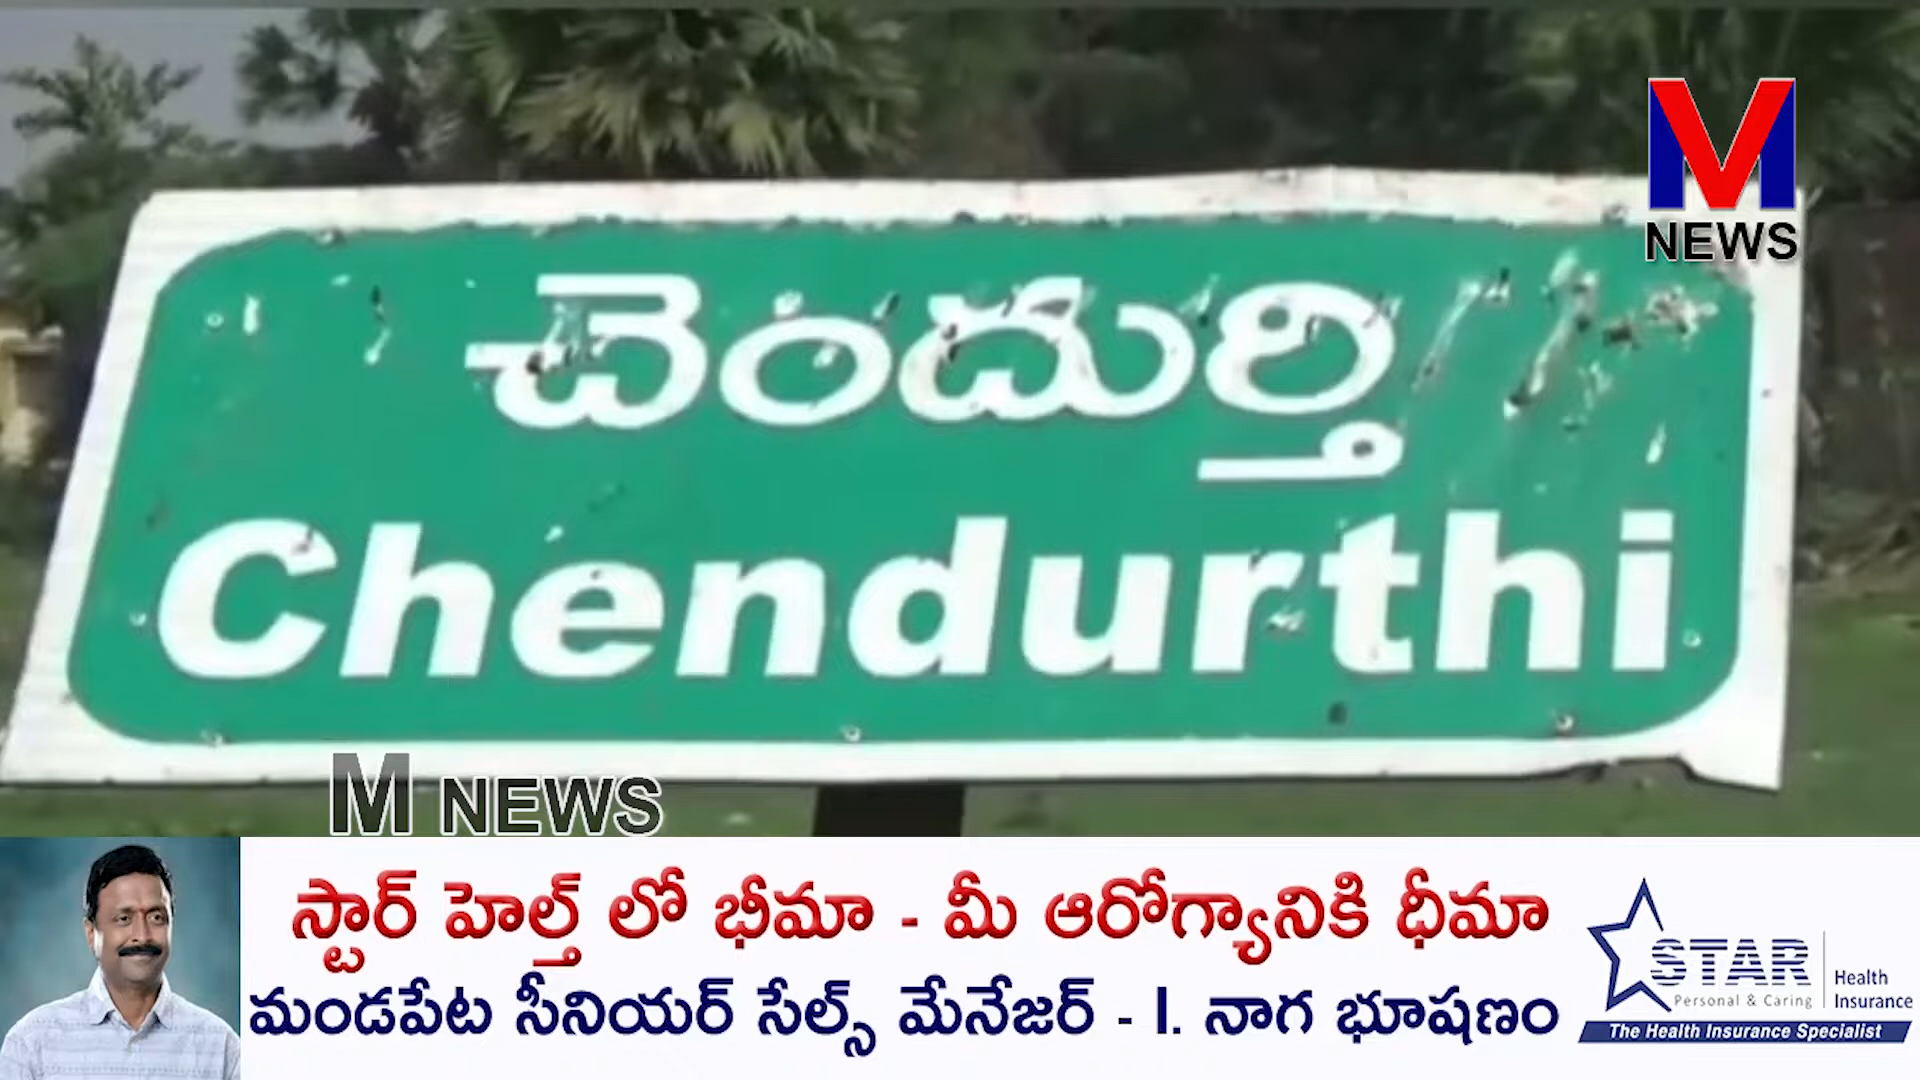 M
NEWS
చెందుర్తి
Chendurthi
M NEWS
స్టార్ హెల్త్ లో భీమా - మీ ఆరోగ్యానికి ధీమా
మండపేట సీనియర్ సేల్స్ మేనేజర్ - I. నాగ భూషణం
STAR
Personal & Caring
Health
Insurance
The Health Insurance Specialist